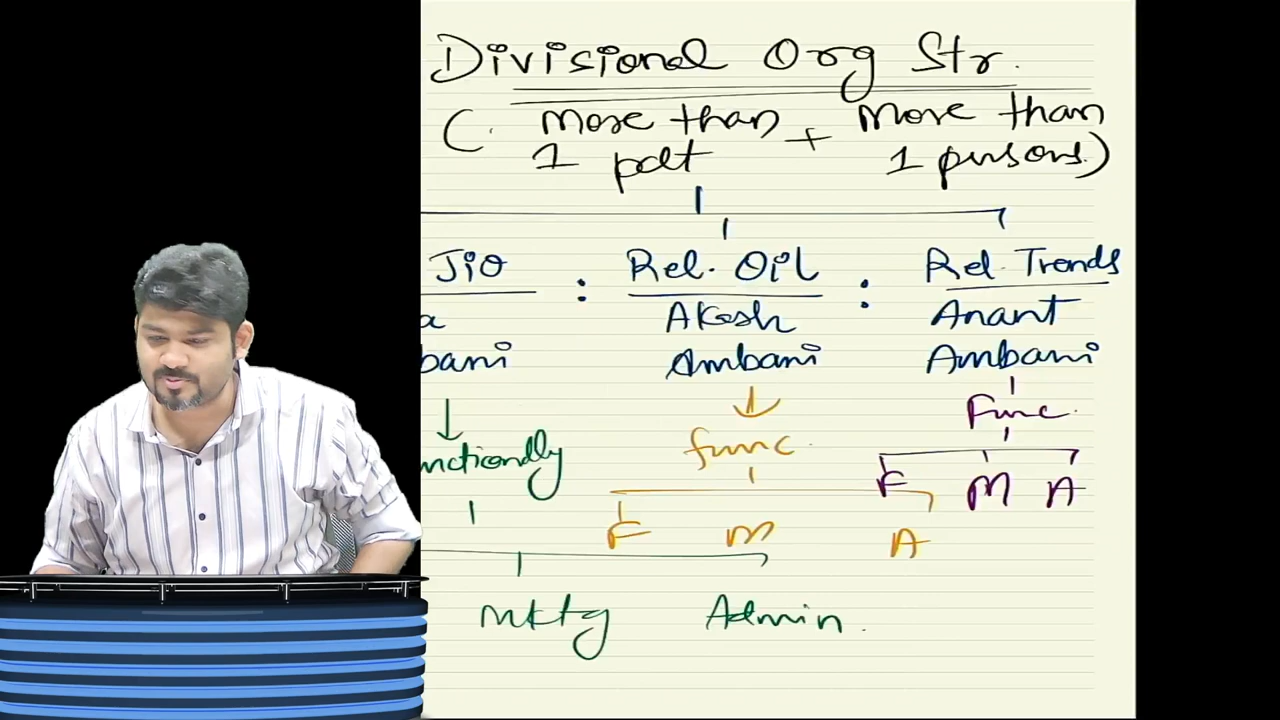 Divisional Org Str.
( More than + More than
1 pdt 1 persons.)
Jio : Rel. Oil : Rel. Trends
a Akash Anant
bani Ambani Ambani
Func.
nctionally func. F M A
F M A
Mktg Admin.